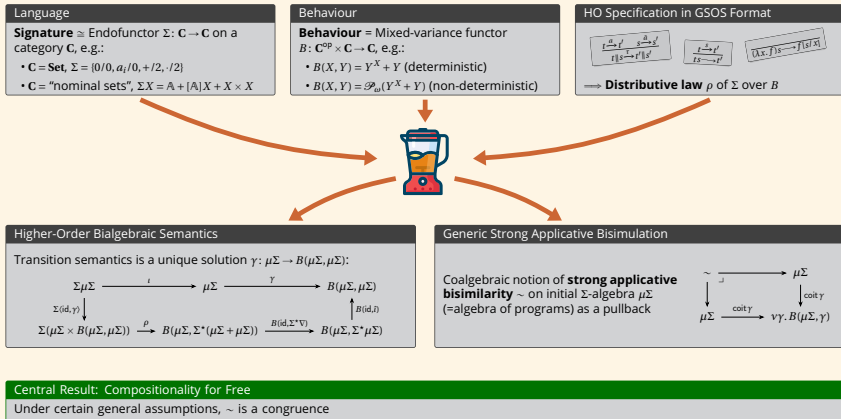 Language
Signature ≅ Endofunctor Σ: C → C on a
category C, e.g.:
• C = Set, Σ = {0/0, a_i/0, +/2, ·/2}
• C = “nominal sets”, ΣX = 𝔸 + [𝔸]X + X × X
Behaviour
Behaviour = Mixed-variance functor
B: C^op × C → C, e.g.:
• B(X, Y) = Y^X + Y (deterministic)
• B(X, Y) = 𝒫_ω(Y^X + Y) (non-deterministic)
HO Specification in GSOS Format
t →^a t′ s →^ā s′
t‖s →^τ t′‖s′
t →^s t′
ts → t′
(λx. f) s → f[s/x]
⟹ Distributive law ρ of Σ over B
Higher-Order Bialgebraic Semantics
Transition semantics is a unique solution γ: μΣ → B(μΣ, μΣ):
ΣμΣ ι μΣ γ B(μΣ, μΣ)
Σ⟨id,γ⟩ B(id,l̂)
Σ(μΣ × B(μΣ, μΣ)) ρ B(μΣ, Σ*(μΣ + μΣ)) B(id,Σ*∇) B(μΣ, Σ*μΣ)
Generic Strong Applicative Bisimulation
Coalgebraic notion of strong applicative
bisimilarity ∼ on initial Σ-algebra μΣ
(=algebra of programs) as a pullback
∼ μΣ
coit γ
μΣ coit γ νγ. B(μΣ, γ)
Central Result: Compositionality for Free
Under certain general assumptions, ∼ is a congruence